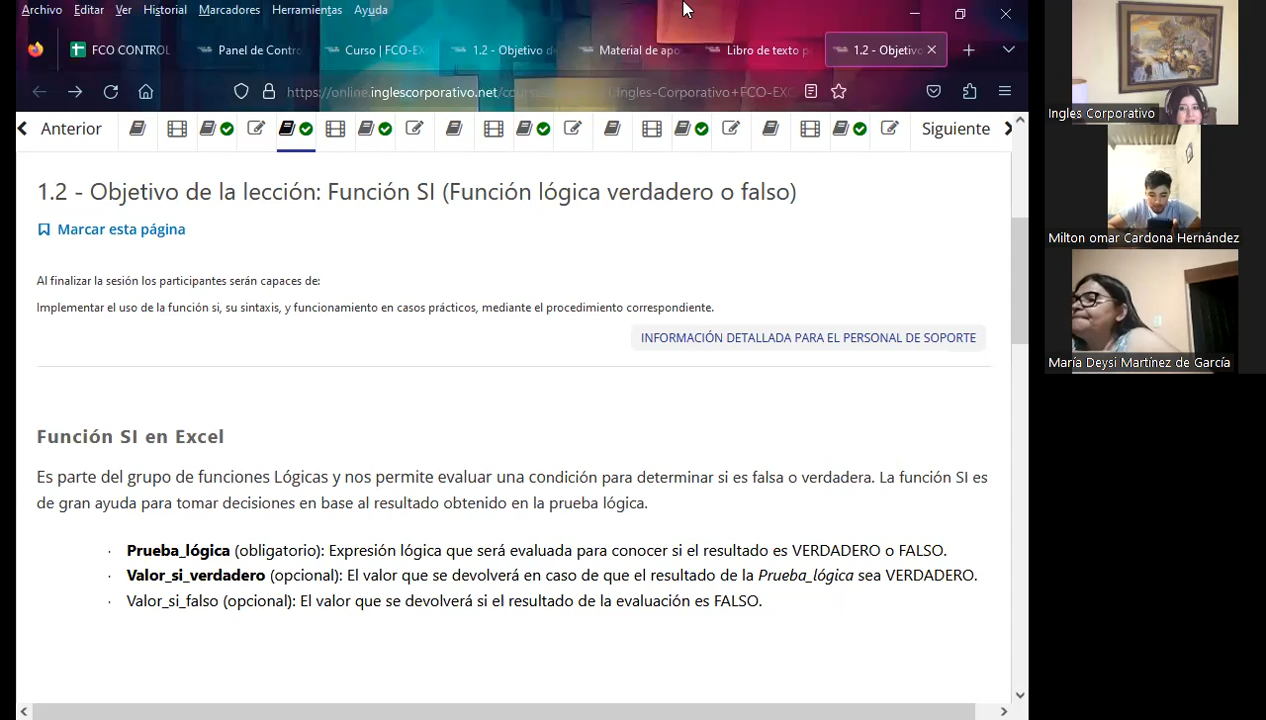 Archivo Editar Ver Historial Marcadores Herramientas Ayuda
FCO CONTROL Panel de Contro Curso | FCO-EX 1.2 - Objetivo de Material de apo Libro de texto p 1.2 - Objetivo
https://online.inglescorporativo.net/cour Ingles-Corporativo+FCO-EXC
Anterior Siguiente
1.2 - Objetivo de la lección: Función SI (Función lógica verdadero o falso)
Marcar esta página
Al finalizar la sesión los participantes serán capaces de:
Implementar el uso de la función si, su sintaxis, y funcionamiento en casos prácticos, mediante el procedimiento correspondiente.
INFORMACIÓN DETALLADA PARA EL PERSONAL DE SOPORTE
Función SI en Excel
Es parte del grupo de funciones Lógicas y nos permite evaluar una condición para determinar si es falsa o verdadera. La función SI es
de gran ayuda para tomar decisiones en base al resultado obtenido en la prueba lógica.
· Prueba_lógica (obligatorio): Expresión lógica que será evaluada para conocer si el resultado es VERDADERO o FALSO.
· Valor_si_verdadero (opcional): El valor que se devolverá en caso de que el resultado de la Prueba_lógica sea VERDADERO.
· Valor_si_falso (opcional): El valor que se devolverá si el resultado de la evaluación es FALSO.
Ingles Corporativo
Milton omar Cardona Hernández
María Deysi Martínez de García